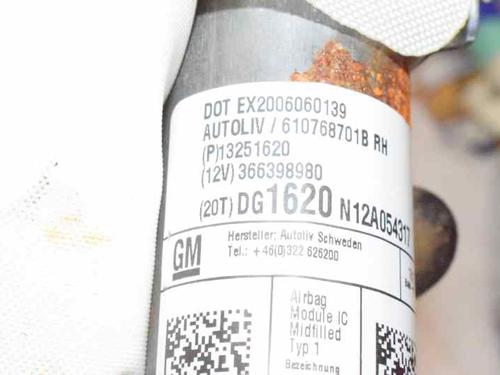 DOT EX2006060139
AUTOLIV / 610768701B RH
(P)13251620
(12V) 366398980
(20T) DG1620 N12A054317
GM
Hersteller: Autoliv Schweden
Tel.: +46(0)322 626200
Airbag
Module IC
Midfilled
Typ 1
Bezeichnung